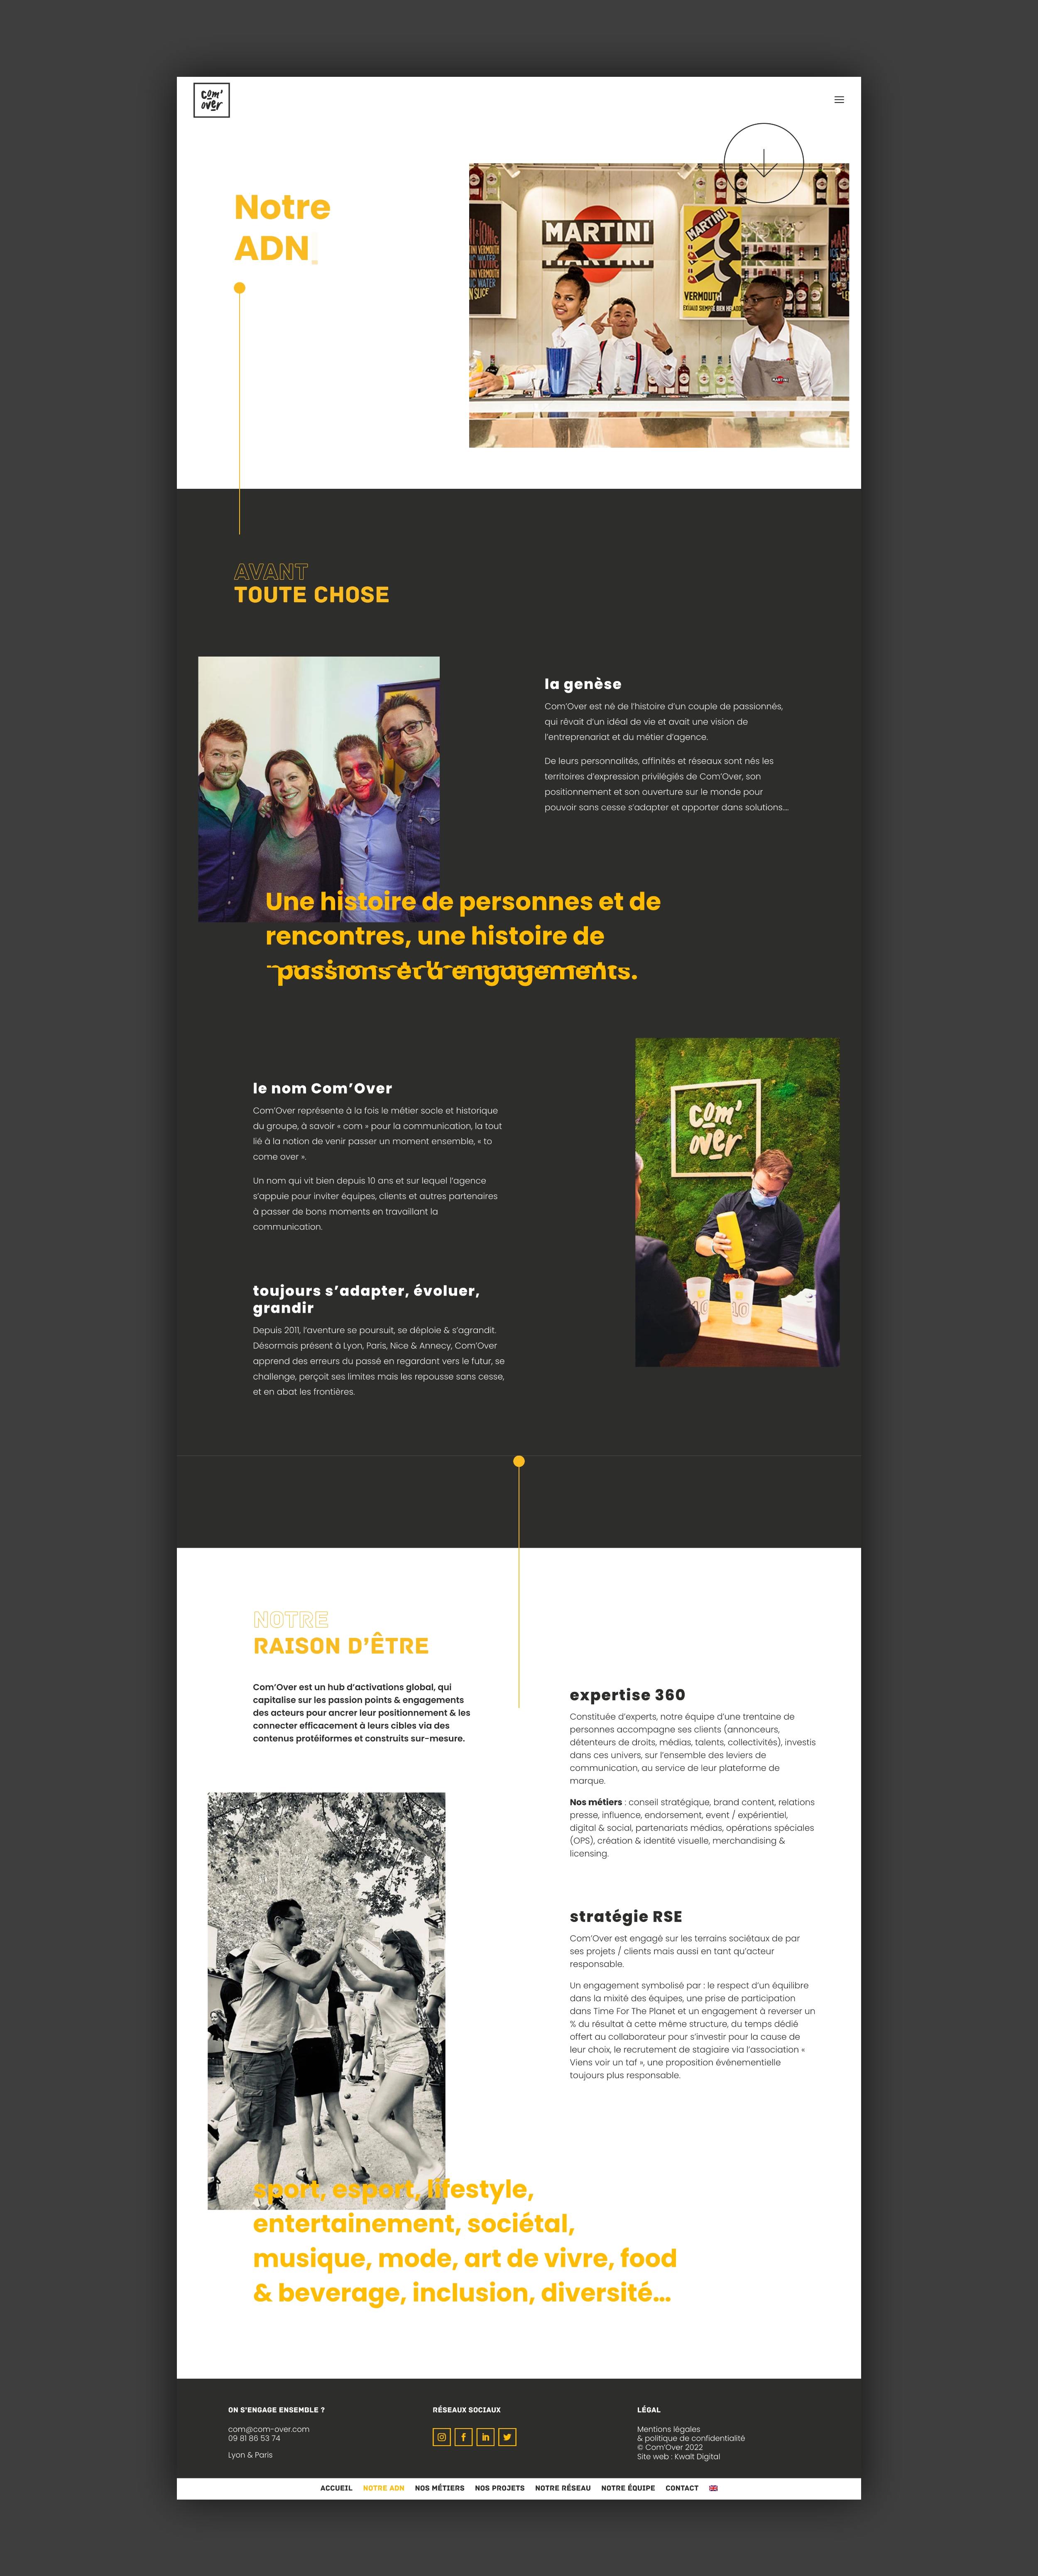 com'
over
Notre
ADN
MARTINI
MARTINI
MARTINI
VERMOUTH
MARTINI
AVANT
TOUTE CHOSE
la genèse
Com'Over est né de l'histoire d'un couple de passionnés,
qui rêvait d'un idéal de vie et avait une vision de
l'entreprenariat et du métier d'agence.
De leurs personnalités, affinités et réseaux sont nés les
territoires d'expression privilégiés de Com'Over, son
positionnement et son ouverture sur le monde pour
pouvoir sans cesse s'adapter et apporter dans solutions....
Une histoire de personnes et de
rencontres, une histoire de
passions et d'engagements.
le nom Com'Over
Com'Over représente à la fois le métier socle et historique
du groupe, à savoir « com » pour la communication, la tout
lié à la notion de venir passer un moment ensemble, « to
come over ».
Un nom qui vit bien depuis 10 ans et sur lequel l'agence
s'appuie pour inviter équipes, clients et autres partenaires
à passer de bons moments en travaillant la
communication.
com'
over
10
10
toujours s'adapter, évoluer,
grandir
Depuis 2011, l'aventure se poursuit, se déploie & s'agrandit.
Désormais présent à Lyon, Paris, Nice & Annecy, Com'Over
apprend des erreurs du passé en regardant vers le futur, se
challenge, perçoit ses limites mais les repousse sans cesse,
et en abat les frontières.
NOTRE
RAISON D'ÊTRE
Com'Over est un hub d'activations global, qui
capitalise sur les passion points & engagements
des acteurs pour ancrer leur positionnement & les
connecter efficacement à leurs cibles via des
contenus protéiformes et construits sur-mesure.
expertise 360
Constituée d'experts, notre équipe d'une trentaine de
personnes accompagne ses clients (annonceurs,
détenteurs de droits, médias, talents, collectivités), investis
dans ces univers, sur l'ensemble des leviers de
communication, au service de leur plateforme de
marque.
Nos métiers : conseil stratégique, brand content, relations
presse, influence, endorsement, event / expérientiel,
digital & social, partenariats médias, opérations spéciales
(OPS), création & identité visuelle, merchandising &
licensing.
stratégie RSE
Com'Over est engagé sur les terrains sociétaux de par
ses projets / clients mais aussi en tant qu'acteur
responsable.
Un engagement symbolisé par : le respect d'un équilibre
dans la mixité des équipes, une prise de participation
dans Time For The Planet et un engagement à reverser un
% du résultat à cette même structure, du temps dédié
offert au collaborateur pour s'investir pour la cause de
leur choix, le recrutement de stagiaire via l'association «
Viens voir un taf », une proposition événementielle
toujours plus responsable.
sport, esport, lifestyle,
entertainement, sociétal,
musique, mode, art de vivre, food
& beverage, inclusion, diversité...
ON S'ENGAGE ENSEMBLE ?
com@com-over.com
09 81 86 53 74
Lyon & Paris
RÉSEAUX SOCIAUX
LÉGAL
Mentions légales
& politique de confidentialité
© Com'Over 2022
Site web : Kwalt Digital
ACCUEIL NOTRE ADN NOS MÉTIERS NOS PROJETS NOTRE RÉSEAU NOTRE ÉQUIPE CONTACT